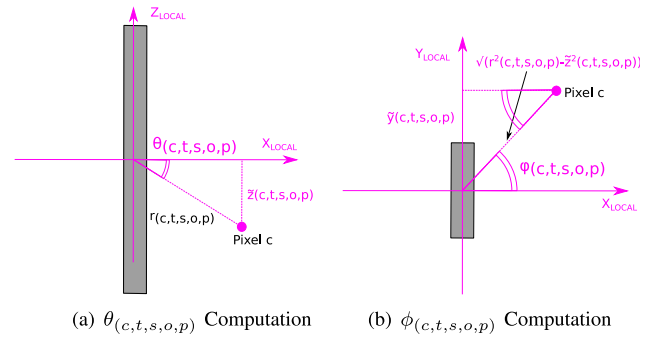 Z_LOCAL
θ(c,t,s,o,p)
X_LOCAL
z̃(c,t,s,o,p)
r(c,t,s,o,p)
Pixel c
(a) θ_(c,t,s,o,p) Computation
Y_LOCAL
√(r²(c,t,s,o,p)-z̃²(c,t,s,o,p))
Pixel c
ỹ(c,t,s,o,p)
φ(c,t,s,o,p)
X_LOCAL
(b) ϕ_(c,t,s,o,p) Computation